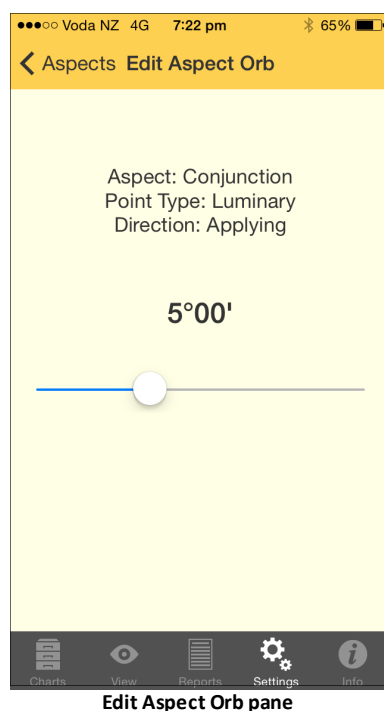 Voda NZ 4G 7:22 pm 65%
Aspects Edit Aspect Orb
Aspect: Conjunction
Point Type: Luminary
Direction: Applying
5°00'
Charts View Reports Settings Info
Edit Aspect Orb pane